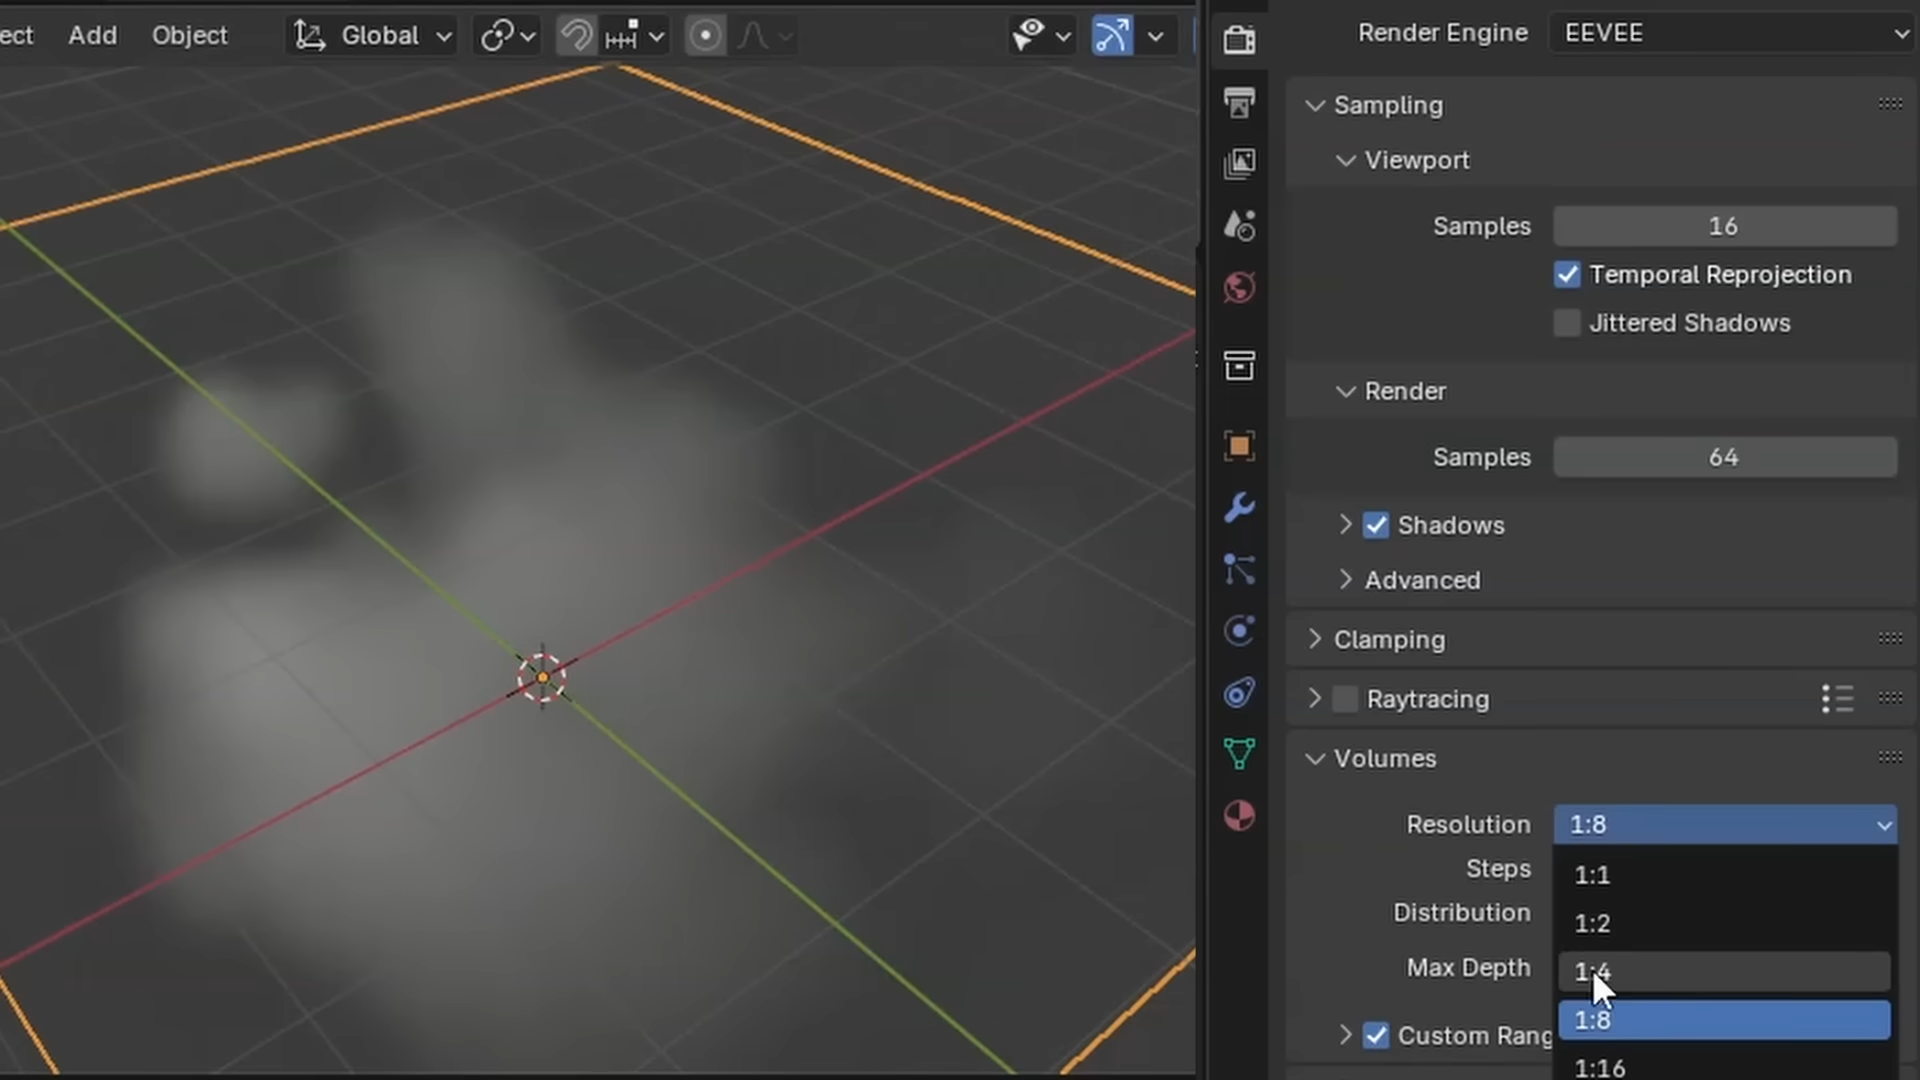 ect Add Object Global
Render Engine EEVEE
Sampling
Viewport
Samples 16
Temporal Reprojection
Jittered Shadows
Render
Samples 64
Shadows
Advanced
Clamping
Raytracing
Volumes
Resolution 1:8
Steps 1:1
Distribution 1:2
Max Depth 1:4
1:8
Custom Rang
1:16